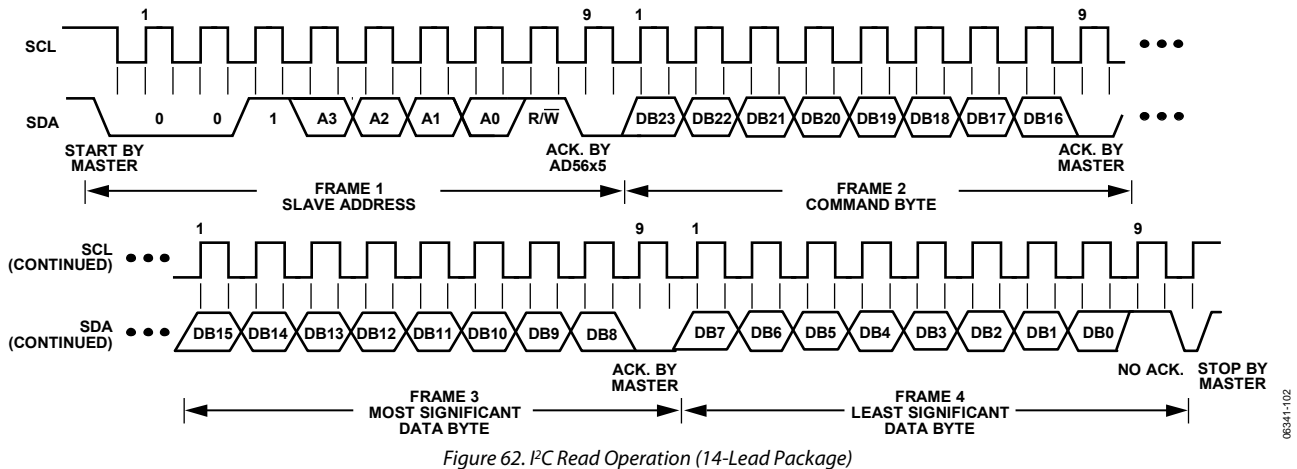 1 9 1 9
SCL
SDA 0 0 1 A3 A2 A1 A0 R/W̅ DB23 DB22 DB21 DB20 DB19 DB18 DB17 DB16
START BY
MASTER
ACK. BY
AD56x5
ACK. BY
MASTER
FRAME 1
SLAVE ADDRESS
FRAME 2
COMMAND BYTE
1 9 1 9
SCL
(CONTINUED)
SDA
(CONTINUED)
DB15 DB14 DB13 DB12 DB11 DB10 DB9 DB8 DB7 DB6 DB5 DB4 DB3 DB2 DB1 DB0
ACK. BY
MASTER
NO ACK.
STOP BY
MASTER
FRAME 3
MOST SIGNIFICANT
DATA BYTE
FRAME 4
LEAST SIGNIFICANT
DATA BYTE
06341-102
Figure 62. I²C Read Operation (14-Lead Package)